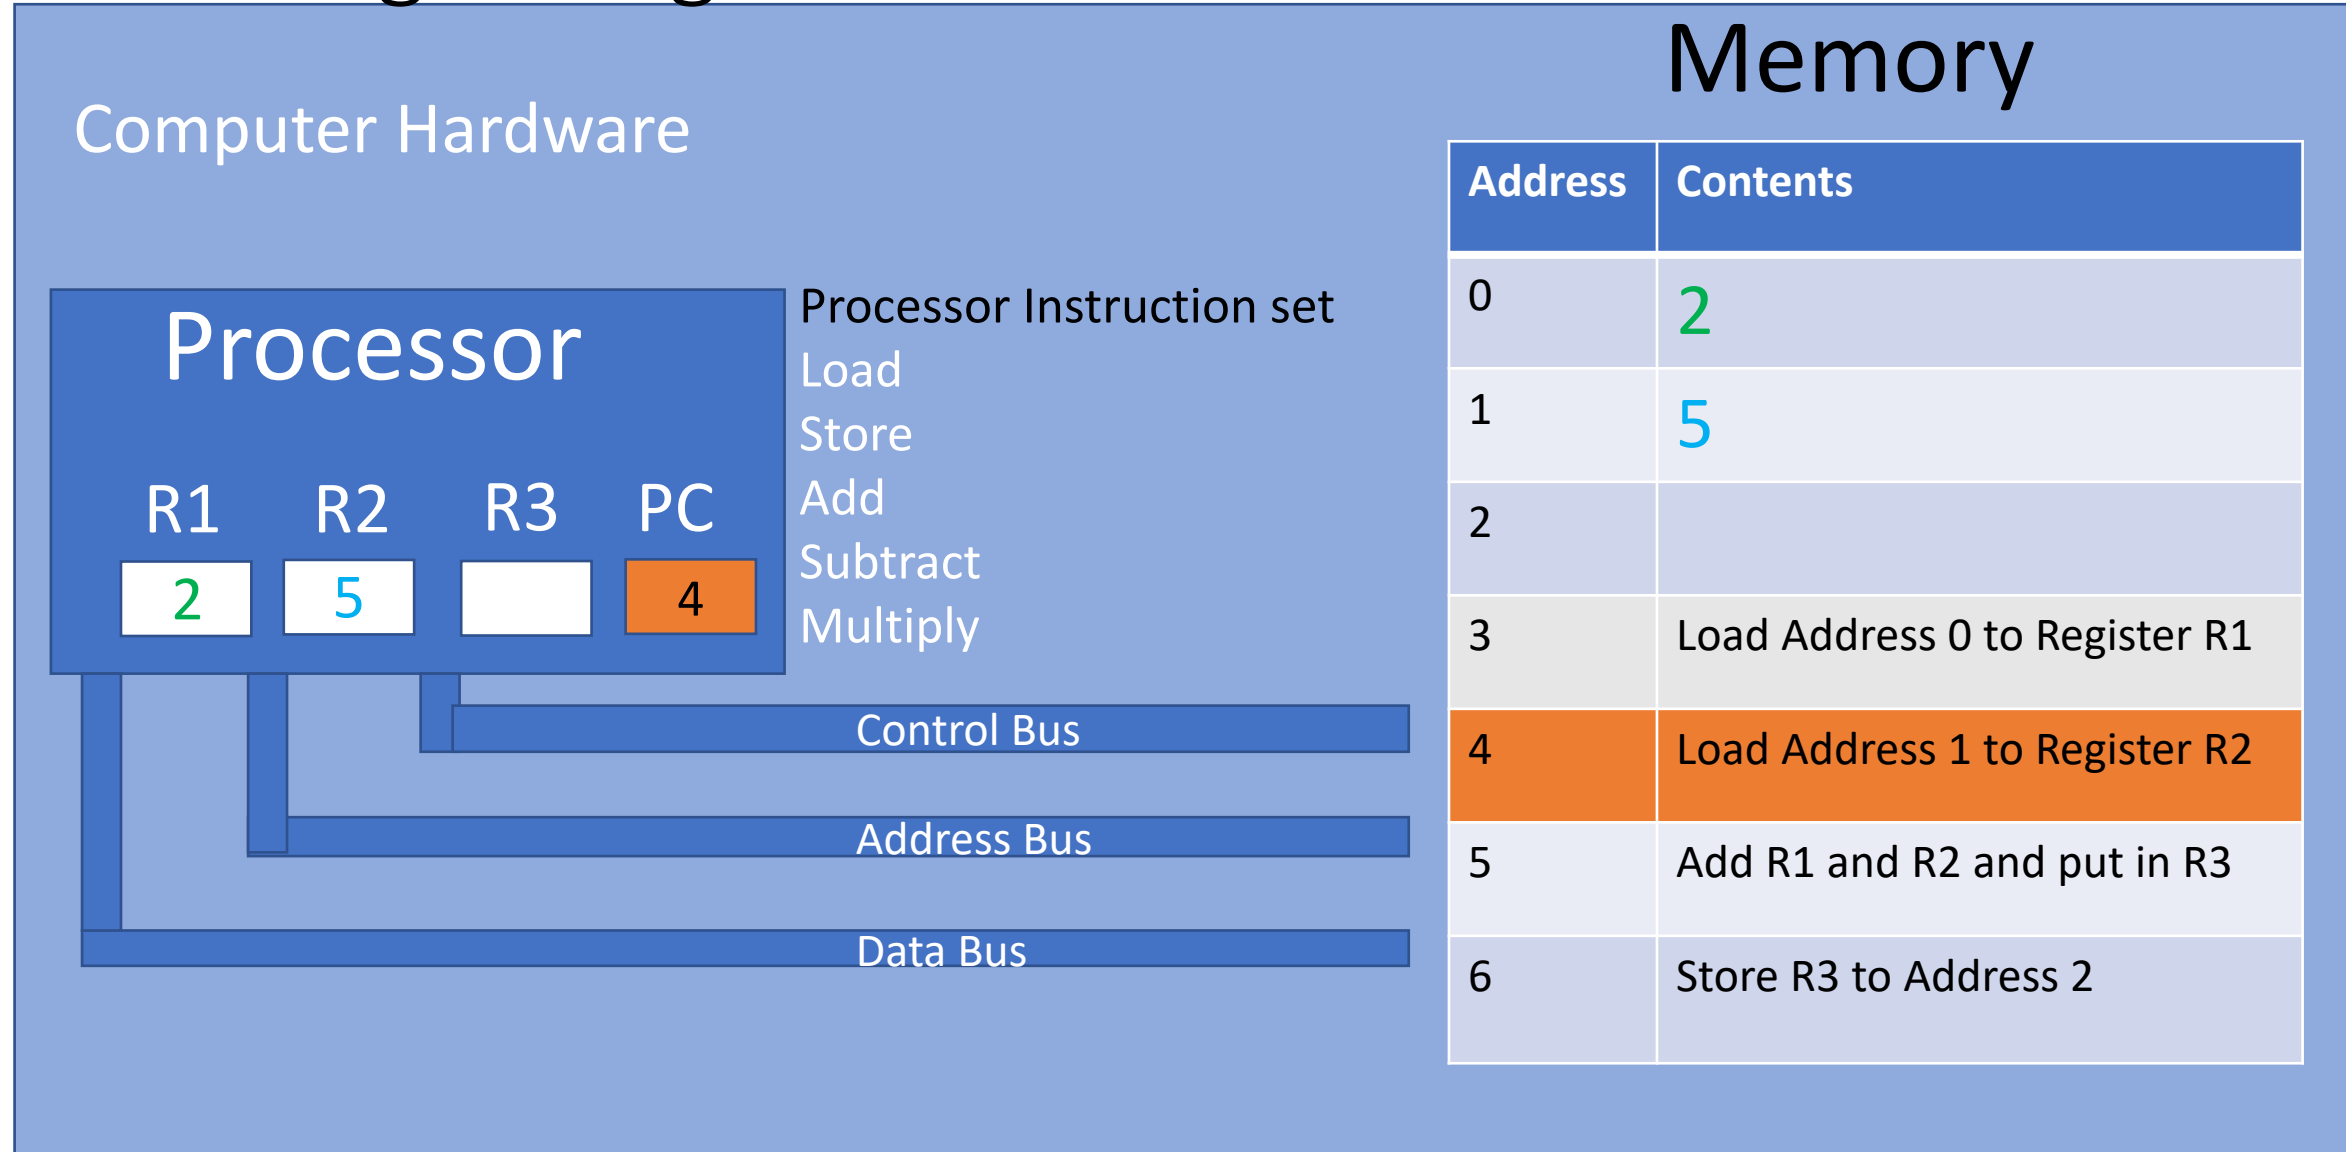 Memory
Computer Hardware
Processor
R1 R2 R3 PC
2 5 4
Processor Instruction set
Load
Store
Add
Subtract
Multiply
Control Bus
Address Bus
Data Bus
Address Contents
0 2
1 5
2
3 Load Address 0 to Register R1
4 Load Address 1 to Register R2
5 Add R1 and R2 and put in R3
6 Store R3 to Address 2